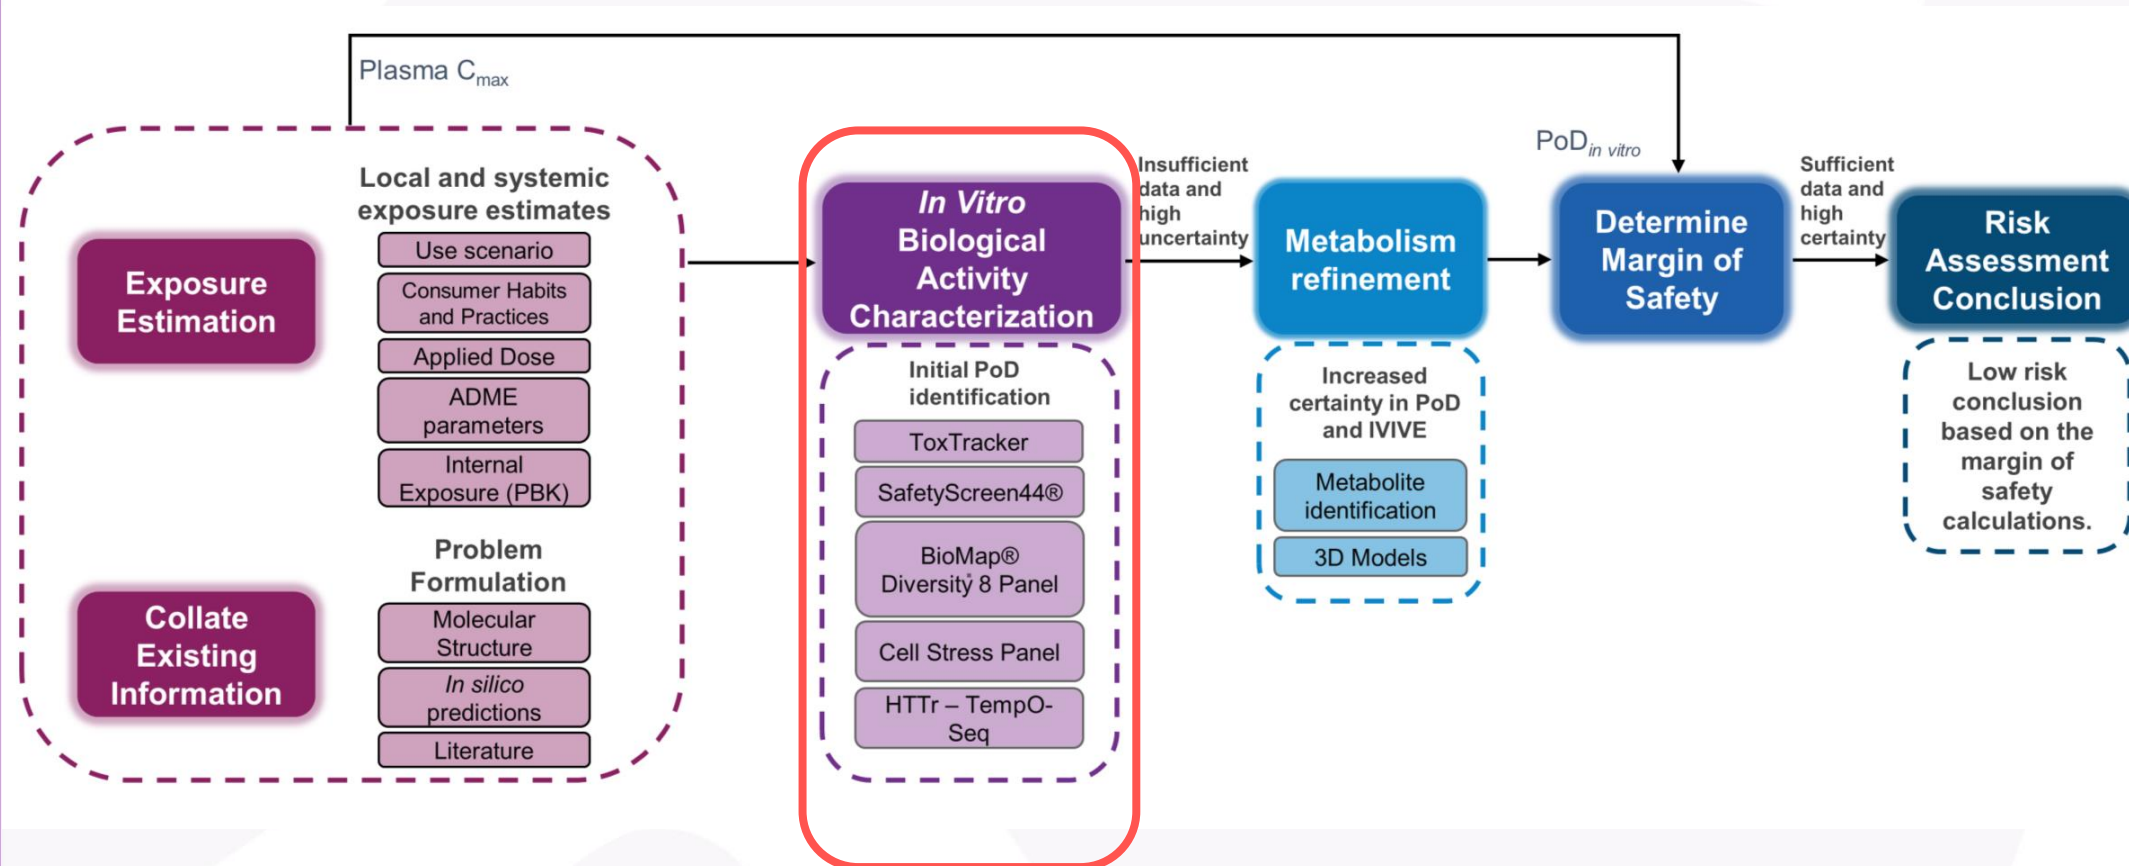 Plasma Cmax
Exposure
Estimation
Local and systemic
exposure estimates
Use scenario
Consumer Habits
and Practices
Applied Dose
ADME
parameters
Internal
Exposure (PBK)
Collate
Existing
Information
Problem
Formulation
Molecular
Structure
In silico
predictions
Literature
In Vitro
Biological
Activity
Characterization
Initial PoD
identification
ToxTracker
SafetyScreen44®
BioMap®
Diversity 8 Panel
Cell Stress Panel
HTTr – TempO-
Seq
Insufficient
data and
high
uncertainty
Metabolism
refinement
Increased
certainty in PoD
and IVIVE
Metabolite
identification
3D Models
PoDin vitro
Determine
Margin of
Safety
Sufficient
data and
high
certainty
Risk
Assessment
Conclusion
Low risk
conclusion
based on the
margin of
safety
calculations.